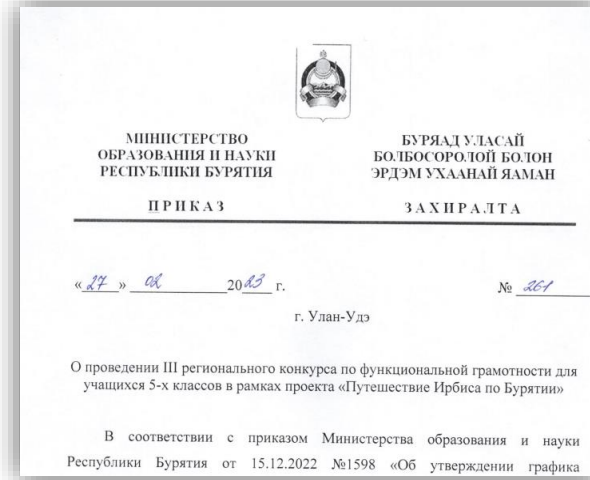 МИНИСТЕРСТВО
ОБРАЗОВАНИЯ И НАУКИ
РЕСПУБЛИКИ БУРЯТИЯ
ПРИКАЗ
БУРЯАД УЛАСАЙ
БОЛБОСОРОЛОЙ БОЛОН
ЭРДЭМ УХААНАЙ ЯАМАН
ЗАХИРАЛТА
«27» 02 2023 г.
№ 261
г. Улан-Удэ
О проведении III регионального конкурса по функциональной грамотности для
учащихся 5-х классов в рамках проекта «Путешествие Ирбиса по Бурятии»
В соответствии с приказом Министерства образования и науки
Республики Бурятия от 15.12.2022 №1598 «Об утверждении графика